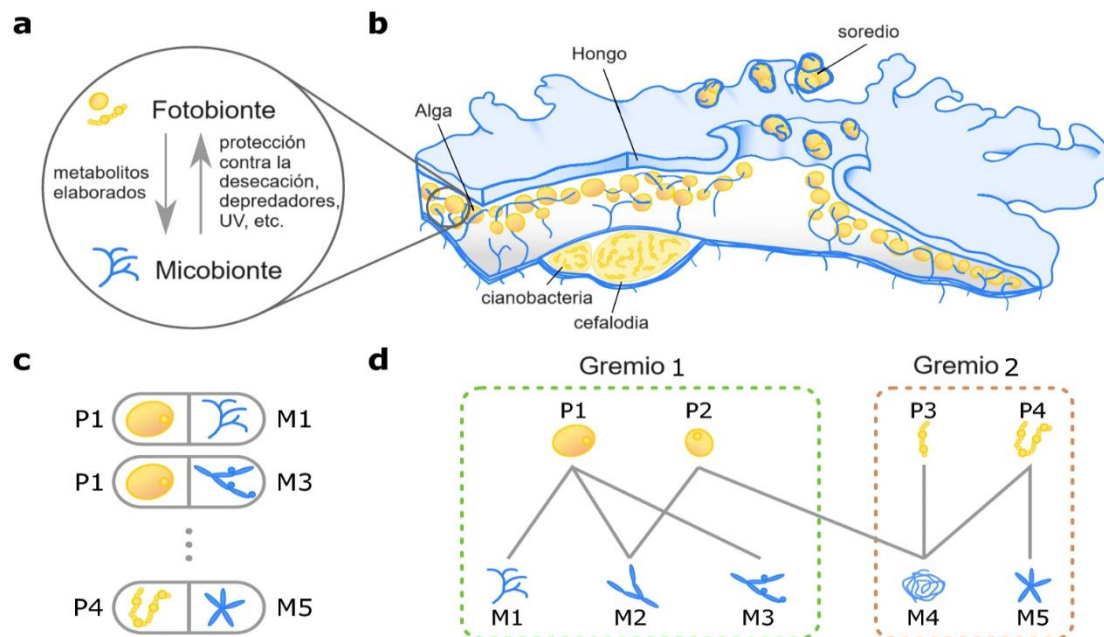 a
Fotobionte
metabolitos
elaborados
protección
contra la
desecación,
depredadores,
UV, etc.
Micobionte
b
soredio
Hongo
Alga
cianobacteria
cefalodia
c
P1 M1
P1 M3
P4 M5
d
Gremio 1 Gremio 2
P1 P2 P3 P4
M1 M2 M3 M4 M5